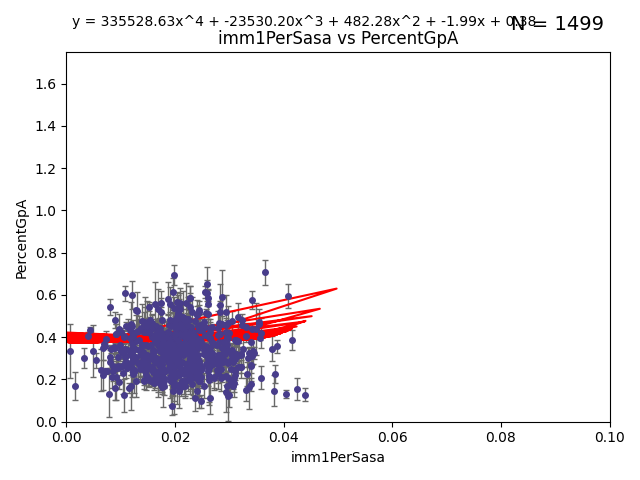 y = 335528.63x^4 + -23530.20x^3 + 482.28x^2 + -1.99x + 0.38
N = 1499
imm1PerSasa vs PercentGpA
PercentGpA
1.6
1.4
1.2
1.0
0.8
0.6
0.4
0.2
0.0
0.00 0.02 0.04 0.06 0.08 0.10
imm1PerSasa